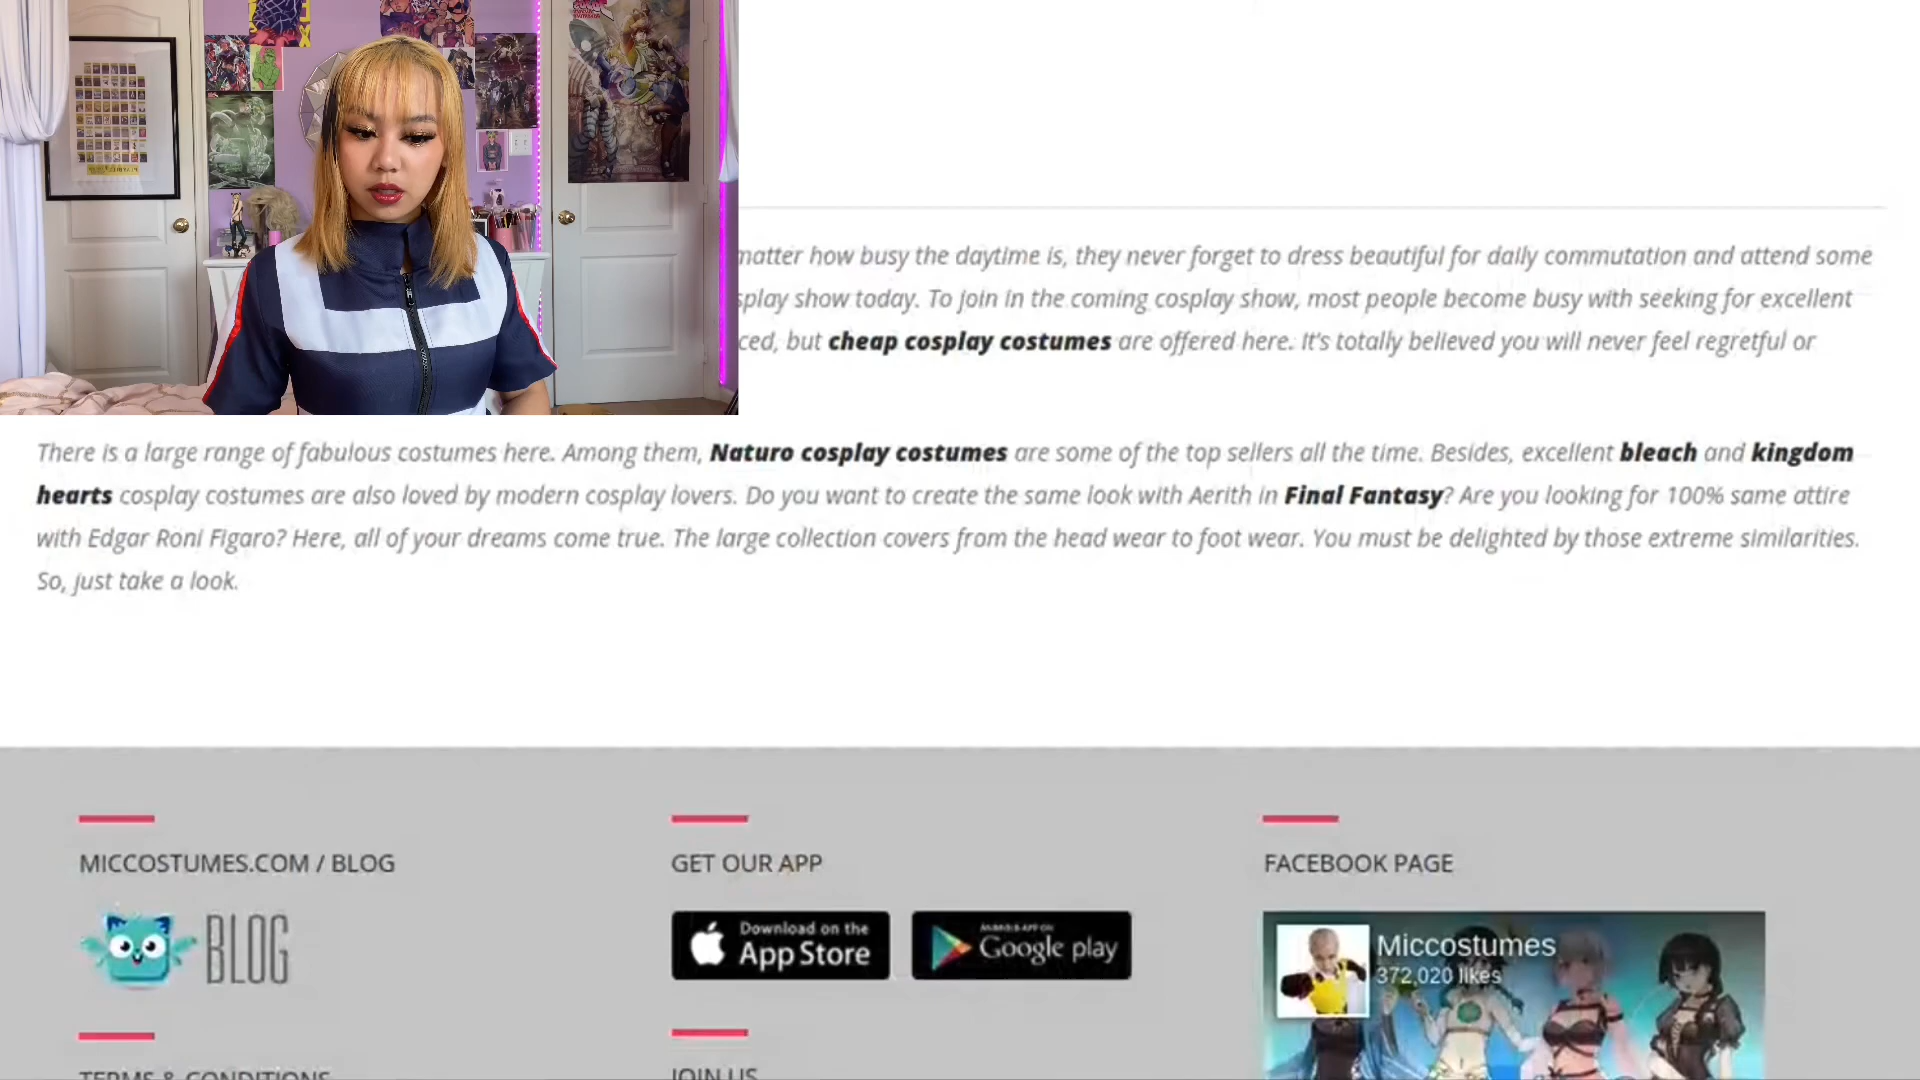 matter how busy the daytime is, they never forget to dress beautiful for daily commutation and attend some
splay show today. To join in the coming cosplay show, most people become busy with seeking for excellent
ced, but cheap cosplay costumes are offered here. It's totally believed you will never feel regretful or
There is a large range of fabulous costumes here. Among them, Naturo cosplay costumes are some of the top sellers all the time. Besides, excellent bleach and kingdom
hearts cosplay costumes are also loved by modern cosplay lovers. Do you want to create the same look with Aerith in Final Fantasy? Are you looking for 100% same attire
with Edgar Roni Figaro? Here, all of your dreams come true. The large collection covers from the head wear to foot wear. You must be delighted by those extreme similarities.
So, just take a look.
MICCOSTUMES.COM / BLOG
GET OUR APP
FACEBOOK PAGE
BLOG
Download on the
App Store
ANDROID APP ON
Google play
Miccostumes
372,020 likes
TERMS & CONDITIONS
JOIN US